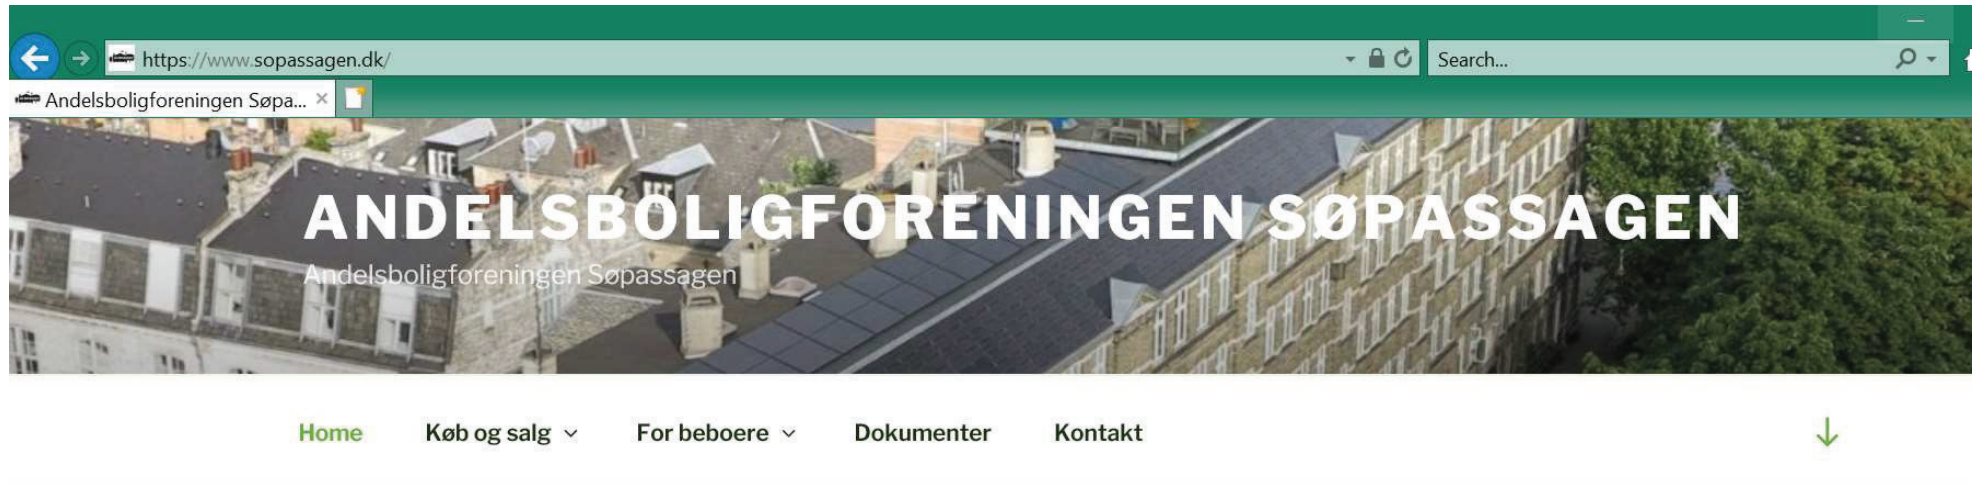 https://www.sopassagen.dk/
Search...
Andelsboligforeningen Søpa...
ANDELSBOLIGFORENINGEN SØPASSAGEN
Andelsboligforeningen Søpassagen
Home Køb og salg For beboere Dokumenter Kontakt